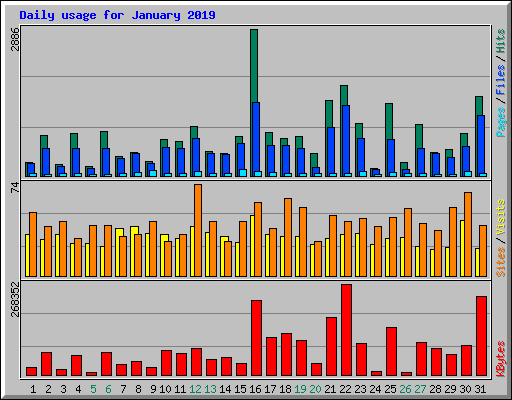 Daily usage for January 2019
2886
Pages / Files / Hits
74
Sites / Visits
268352
KBytes
1 2 3 4 5 6 7 8 9 10 11 12 13 14 15 16 17 18 19 20 21 22 23 24 25 26 27 28 29 30 31